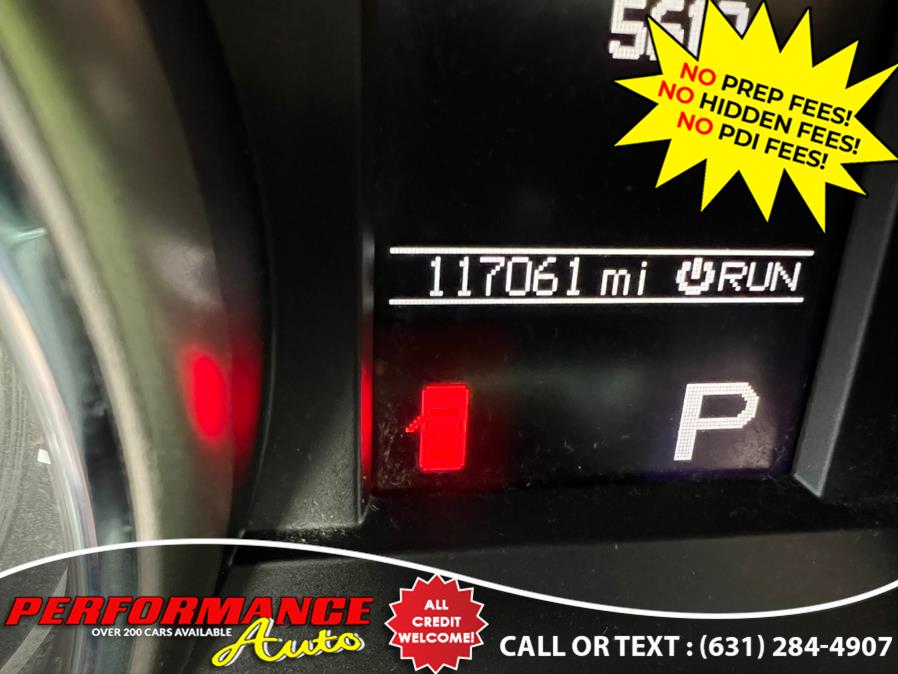 NO PREP FEES!
NO HIDDEN FEES!
NO PDI FEES!
117061 mi RUN
P
PERFORMANCE
OVER 200 CARS AVAILABLE
Auto
ALL
CREDIT
WELCOME!
CALL OR TEXT : (631) 284-4907